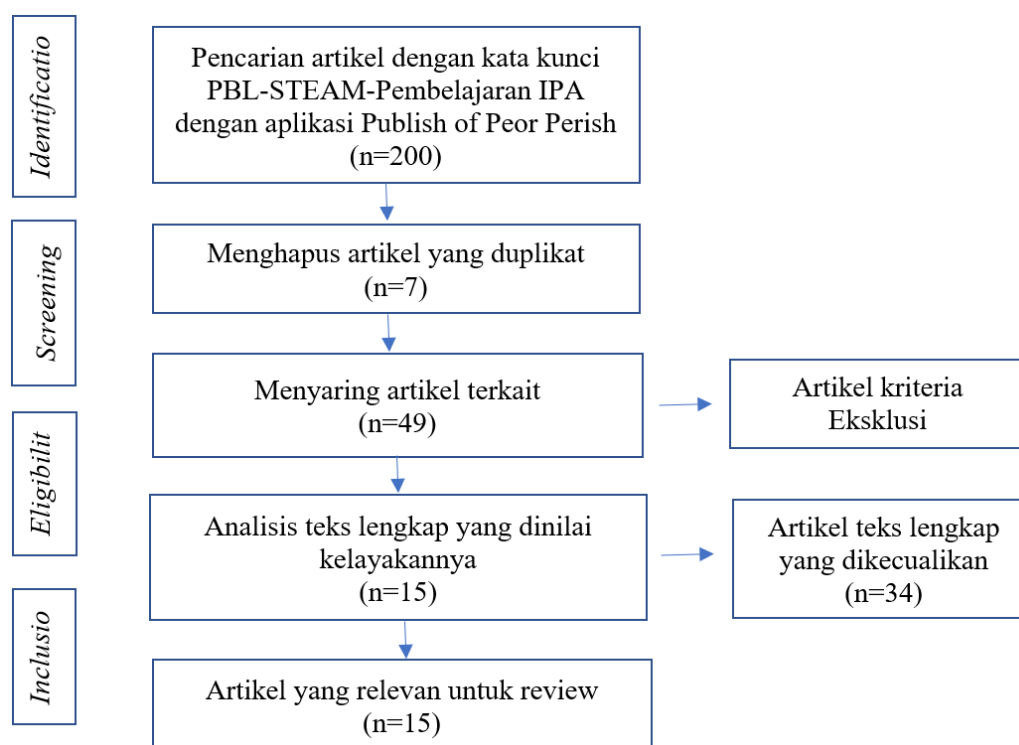 Identificatio
Pencarian artikel dengan kata kunci
PBL-STEAM-Pembelajaran IPA
dengan aplikasi Publish of Peor Perish
(n=200)
Screening
Menghapus artikel yang duplikat
(n=7)
Menyaring artikel terkait
(n=49)
Artikel kriteria
Eksklusi
Eligibilit
Analisis teks lengkap yang dinilai
kelayakannya
(n=15)
Artikel teks lengkap
yang dikecualikan
(n=34)
Inclusio
Artikel yang relevan untuk review
(n=15)